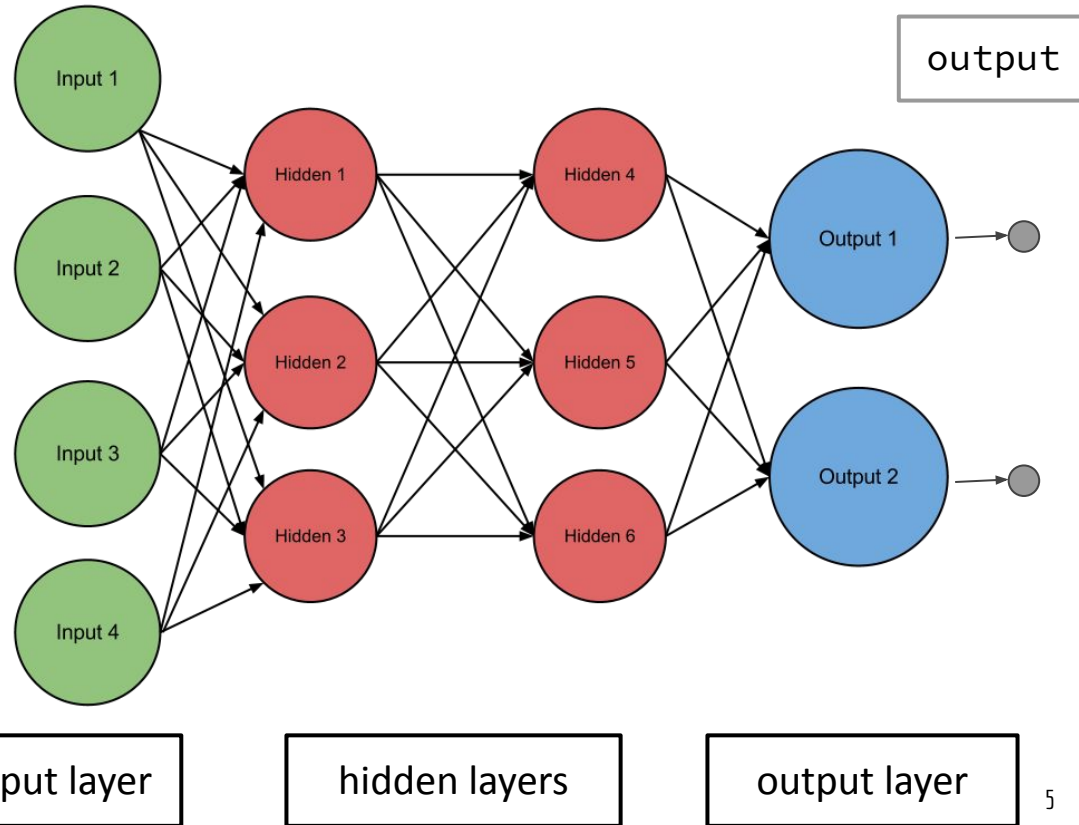 Input 1
output
Hidden 1
Hidden 4
Output 1
Input 2
Hidden 2
Hidden 5
Input 3
Output 2
Hidden 3
Hidden 6
Input 4
put layer
hidden layers
output layer
5